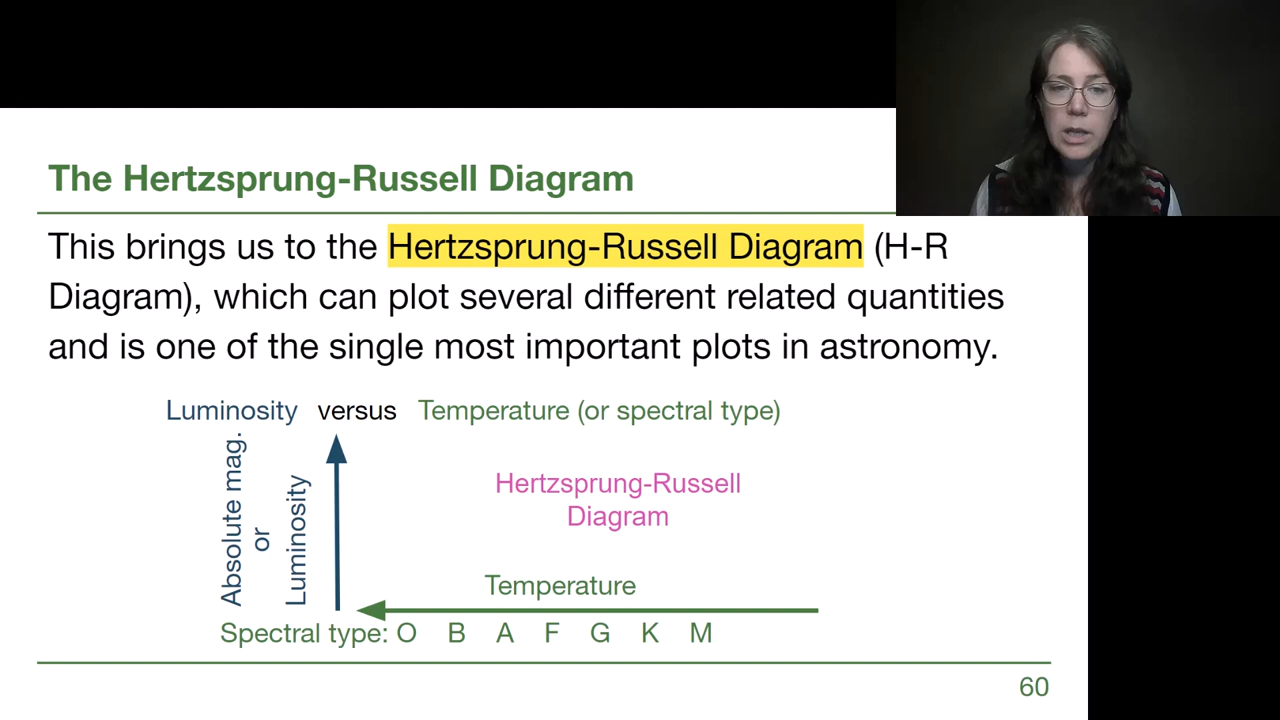 The Hertzsprung-Russell Diagram
This brings us to the Hertzsprung-Russell Diagram (H-R
Diagram), which can plot several different related quantities
and is one of the single most important plots in astronomy.
Luminosity versus Temperature (or spectral type)
Absolute mag.
or
Luminosity
Hertzsprung-Russell
Diagram
Temperature
Spectral type: O B A F G K M
60